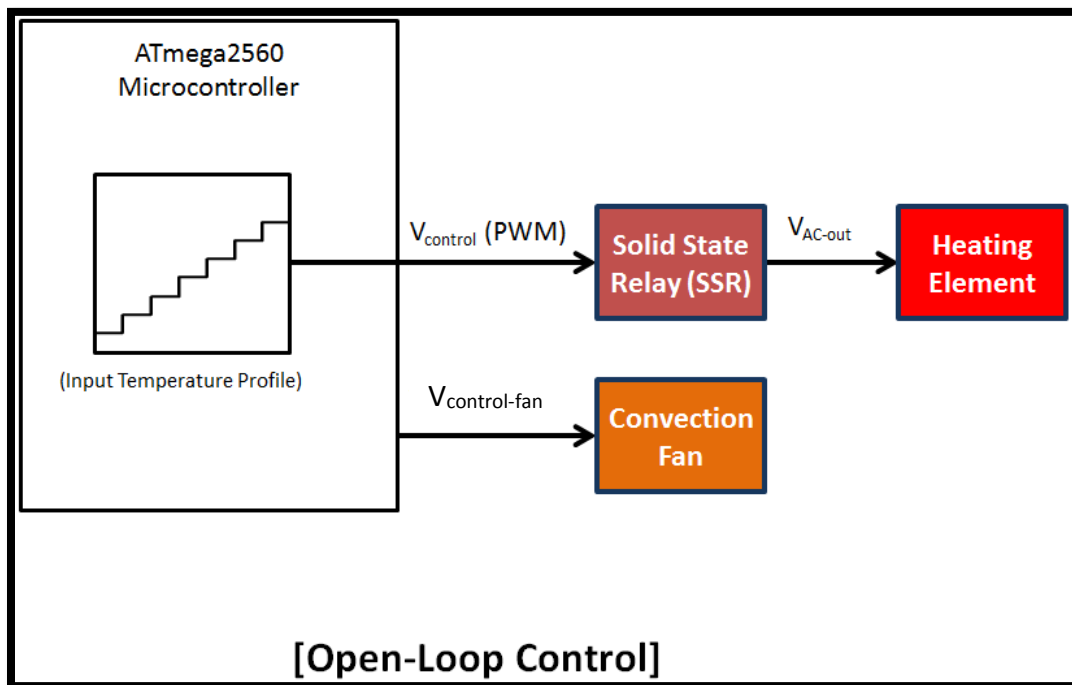 ATmega2560
Microcontroller
(Input Temperature Profile)
Vcontrol (PWM)
Solid State
Relay (SSR)
VAC-out
Heating
Element
Vcontrol-fan
Convection
Fan
[Open-Loop Control]